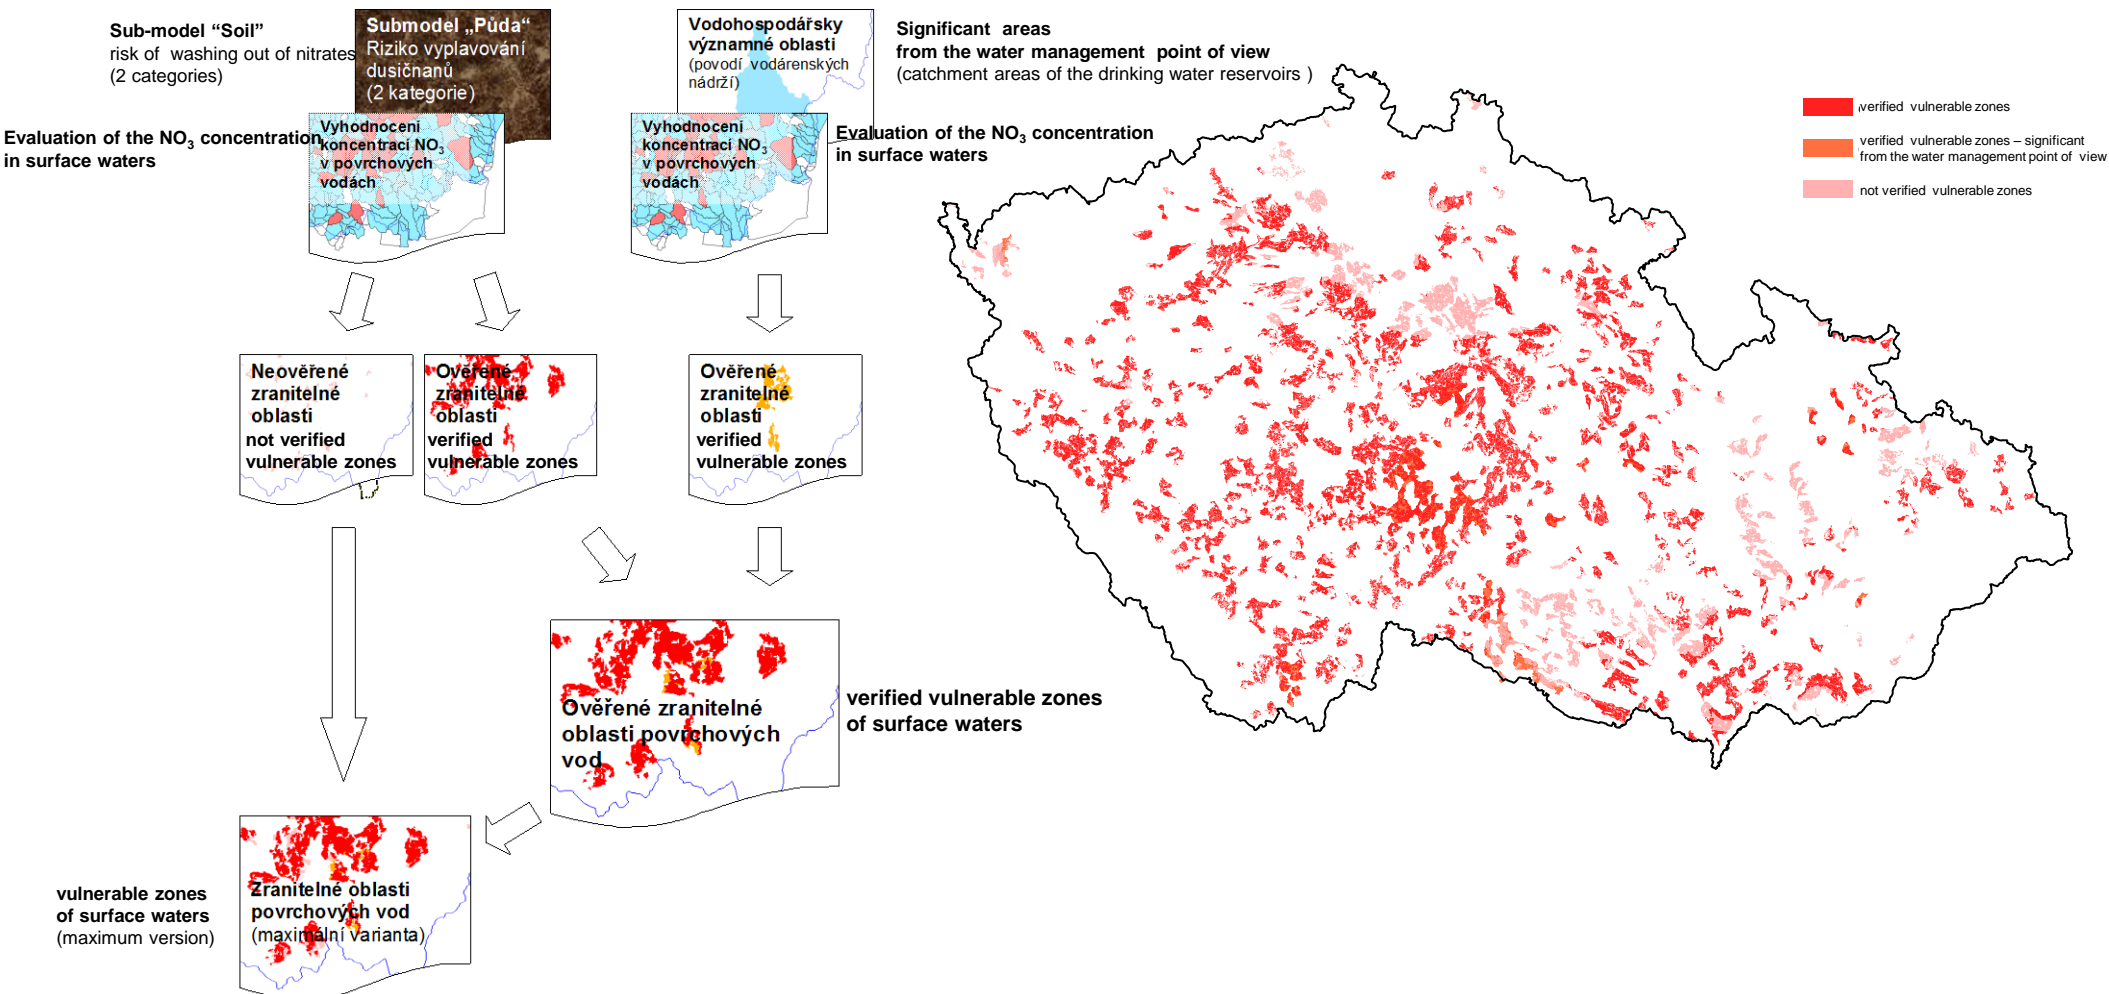 Sub-model “Soil”
risk of washing out of nitrates
(2 categories)
Submodel „Půda“
Riziko vyplavování
dusičnanů
(2 kategorie)
Vodohospodářsky
významné oblasti
(povodí vodárenských
nádrží)
Significant areas
from the water management point of view
(catchment areas of the drinking water reservoirs )
Evaluation of the NO3 concentration
in surface waters
Vyhodnocení
koncentrací NO3
v povrchových
vodách
Vyhodnocení
koncentrací NO3
v povrchových
vodách
Evaluation of the NO3 concentration
in surface waters
verified vulnerable zones
verified vulnerable zones – significant
from the water management point of view
not verified vulnerable zones
Neověřené
zranitelné
oblasti
not verified
vulnerable zones
Ověřené
zranitelné
oblasti
verified
vulnerable zones
Ověřené
zranitelné
oblasti
verified
vulnerable zones
Ověřené zranitelné
oblasti povrchových
vod
verified vulnerable zones
of surface waters
vulnerable zones
of surface waters
(maximum version)
Zranitelné oblasti
povrchových vod
(maximální varianta)